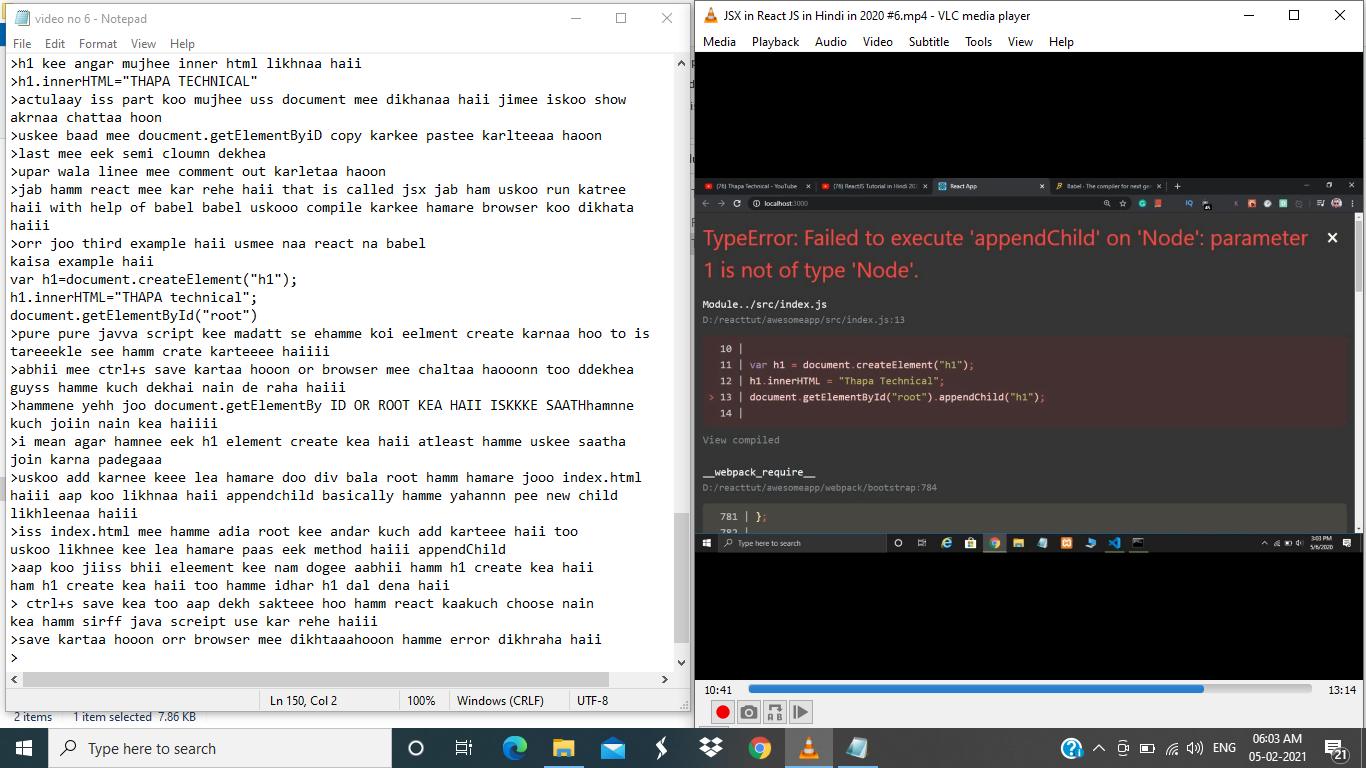 video no 6 - Notepad
File Edit Format View Help
>h1 kee angar mujhee inner html likhnaa haii
>h1.innerHTML="THAPA TECHNICAL"
>actulaay iss part koo mujhee uss document mee dikhanaa haii jimee iskoo show
akrnaa chattaa hoon
>uskee baad mee doucment.getElementByiD copy karkee pastee karlteeaa haoon
>last mee eek semi cloumn dekhea
>upar wala linee mee comment out karletaa haoon
>jab hamm react mee kar rehe haii that is called jsx jab ham uskoo run katree
haii with help of babel babel uskooo compile karkee hamare browser koo dikhata
haiii
>orr joo third example haii usmee naa react na babel
kaisa example haii
var h1=document.createElement("h1");
h1.innerHTML="THAPA technical";
document.getElementById("root")
>pure pure javva script kee madatt se ehamme koi eelment create karnaa hoo to is
tareeekle see hamm crate karteeee haiiii
>abhii mee ctrl+s save kartaa hooon or browser mee chaltaa haooonn too ddekhea
guyss hamme kuch dekhai nain de raha haiii
>hammene yehh joo document.getElementBy ID OR ROOT KEA HAII ISKKKE SAATHhamnne
kuch joiin nain kea haiiii
>i mean agar hamnee eek h1 element create kea haii atleast hamme uskee saatha
join karna padegaaa
>uskoo add karnee keee lea hamare doo div bala root hamm hamare jooo index.html
haiii aap koo likhnaa haii appendchild basically hamme yahannn pee new child
likhleenaa haiii
>iss index.html mee hamme adia root kee andar kuch add karteee haii too
uskoo likhnee kee lea hamare paas eek method haiii appendChild
>aap koo jiiss bhii eleement kee nam dogee aabhii hamm h1 create kea haii
ham h1 create kea haii too hamme idhar h1 dal dena haii
> ctrl+s save kea too aap dekh sakteee hoo hamm react kaakuch choose nain
kea hamm sirff java screipt use kar rehe haiii
>save kartaa hooon orr browser mee dikhtaaahooon hamme error dikhraha haii
>
Ln 150, Col 2 100% Windows (CRLF) UTF-8
2 items 1 item selected 7.86 KB
JSX in React JS in Hindi in 2020 #6.mp4 - VLC media player
Media Playback Audio Video Subtitle Tools View Help
(76) Thapa Technical - YouTube
(76) ReactJS Tutorial in Hindi 202
React App
Babel - The compiler for next gen
localhost:3000
TypeError: Failed to execute 'appendChild' on 'Node': parameter
1 is not of type 'Node'.
Module../src/index.js
D:/reacttut/awesomeapp/src/index.js:13
10 |
11 | var h1 = document.createElement("h1");
12 | h1.innerHTML = "Thapa Technical";
> 13 | document.getElementById("root").appendChild("h1");
14 |
View compiled
__webpack_require__
D:/reacttut/awesomeapp/webpack/bootstrap:784
781 | };
782 |
Type here to search
3:03 PM
5/6/2020
10:41 13:14
A B
Type here to search
ENG
06:03 AM
05-02-2021
21